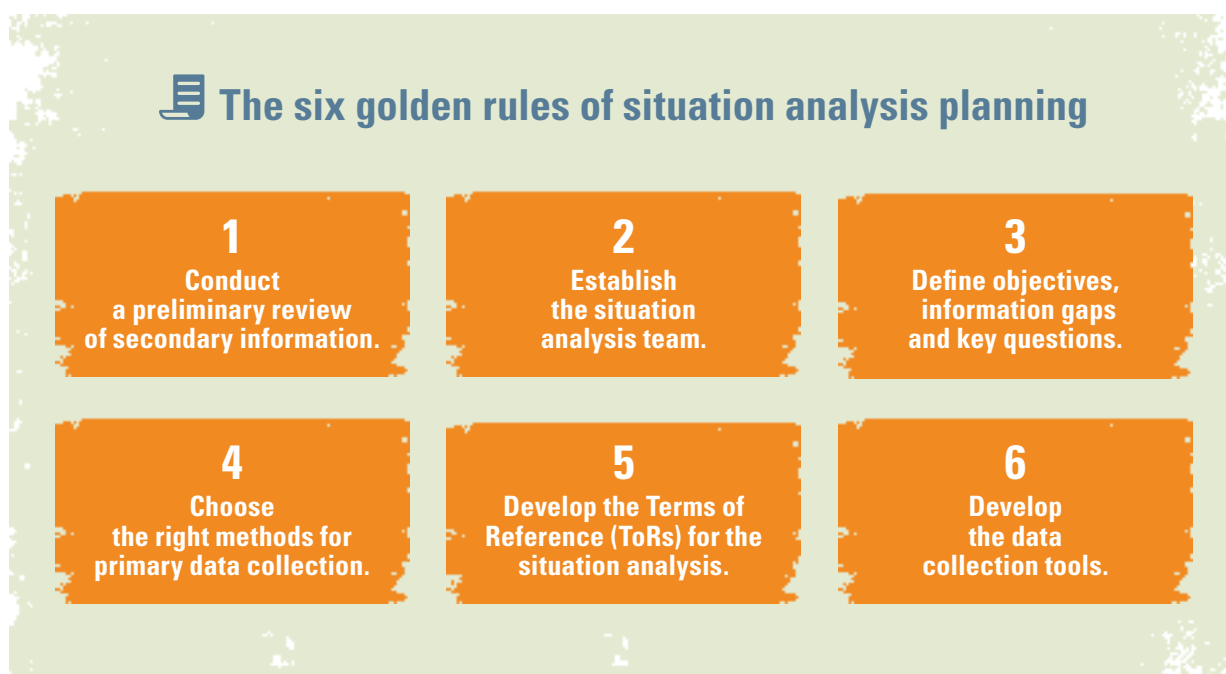 The six golden rules of situation analysis planning
1
Conduct
a preliminary review
of secondary information.
2
Establish
the situation
analysis team.
3
Define objectives,
information gaps
and key questions.
4
Choose
the right methods for
primary data collection.
5
Develop the Terms of
Reference (ToRs) for the
situation analysis.
6
Develop
the data
collection tools.